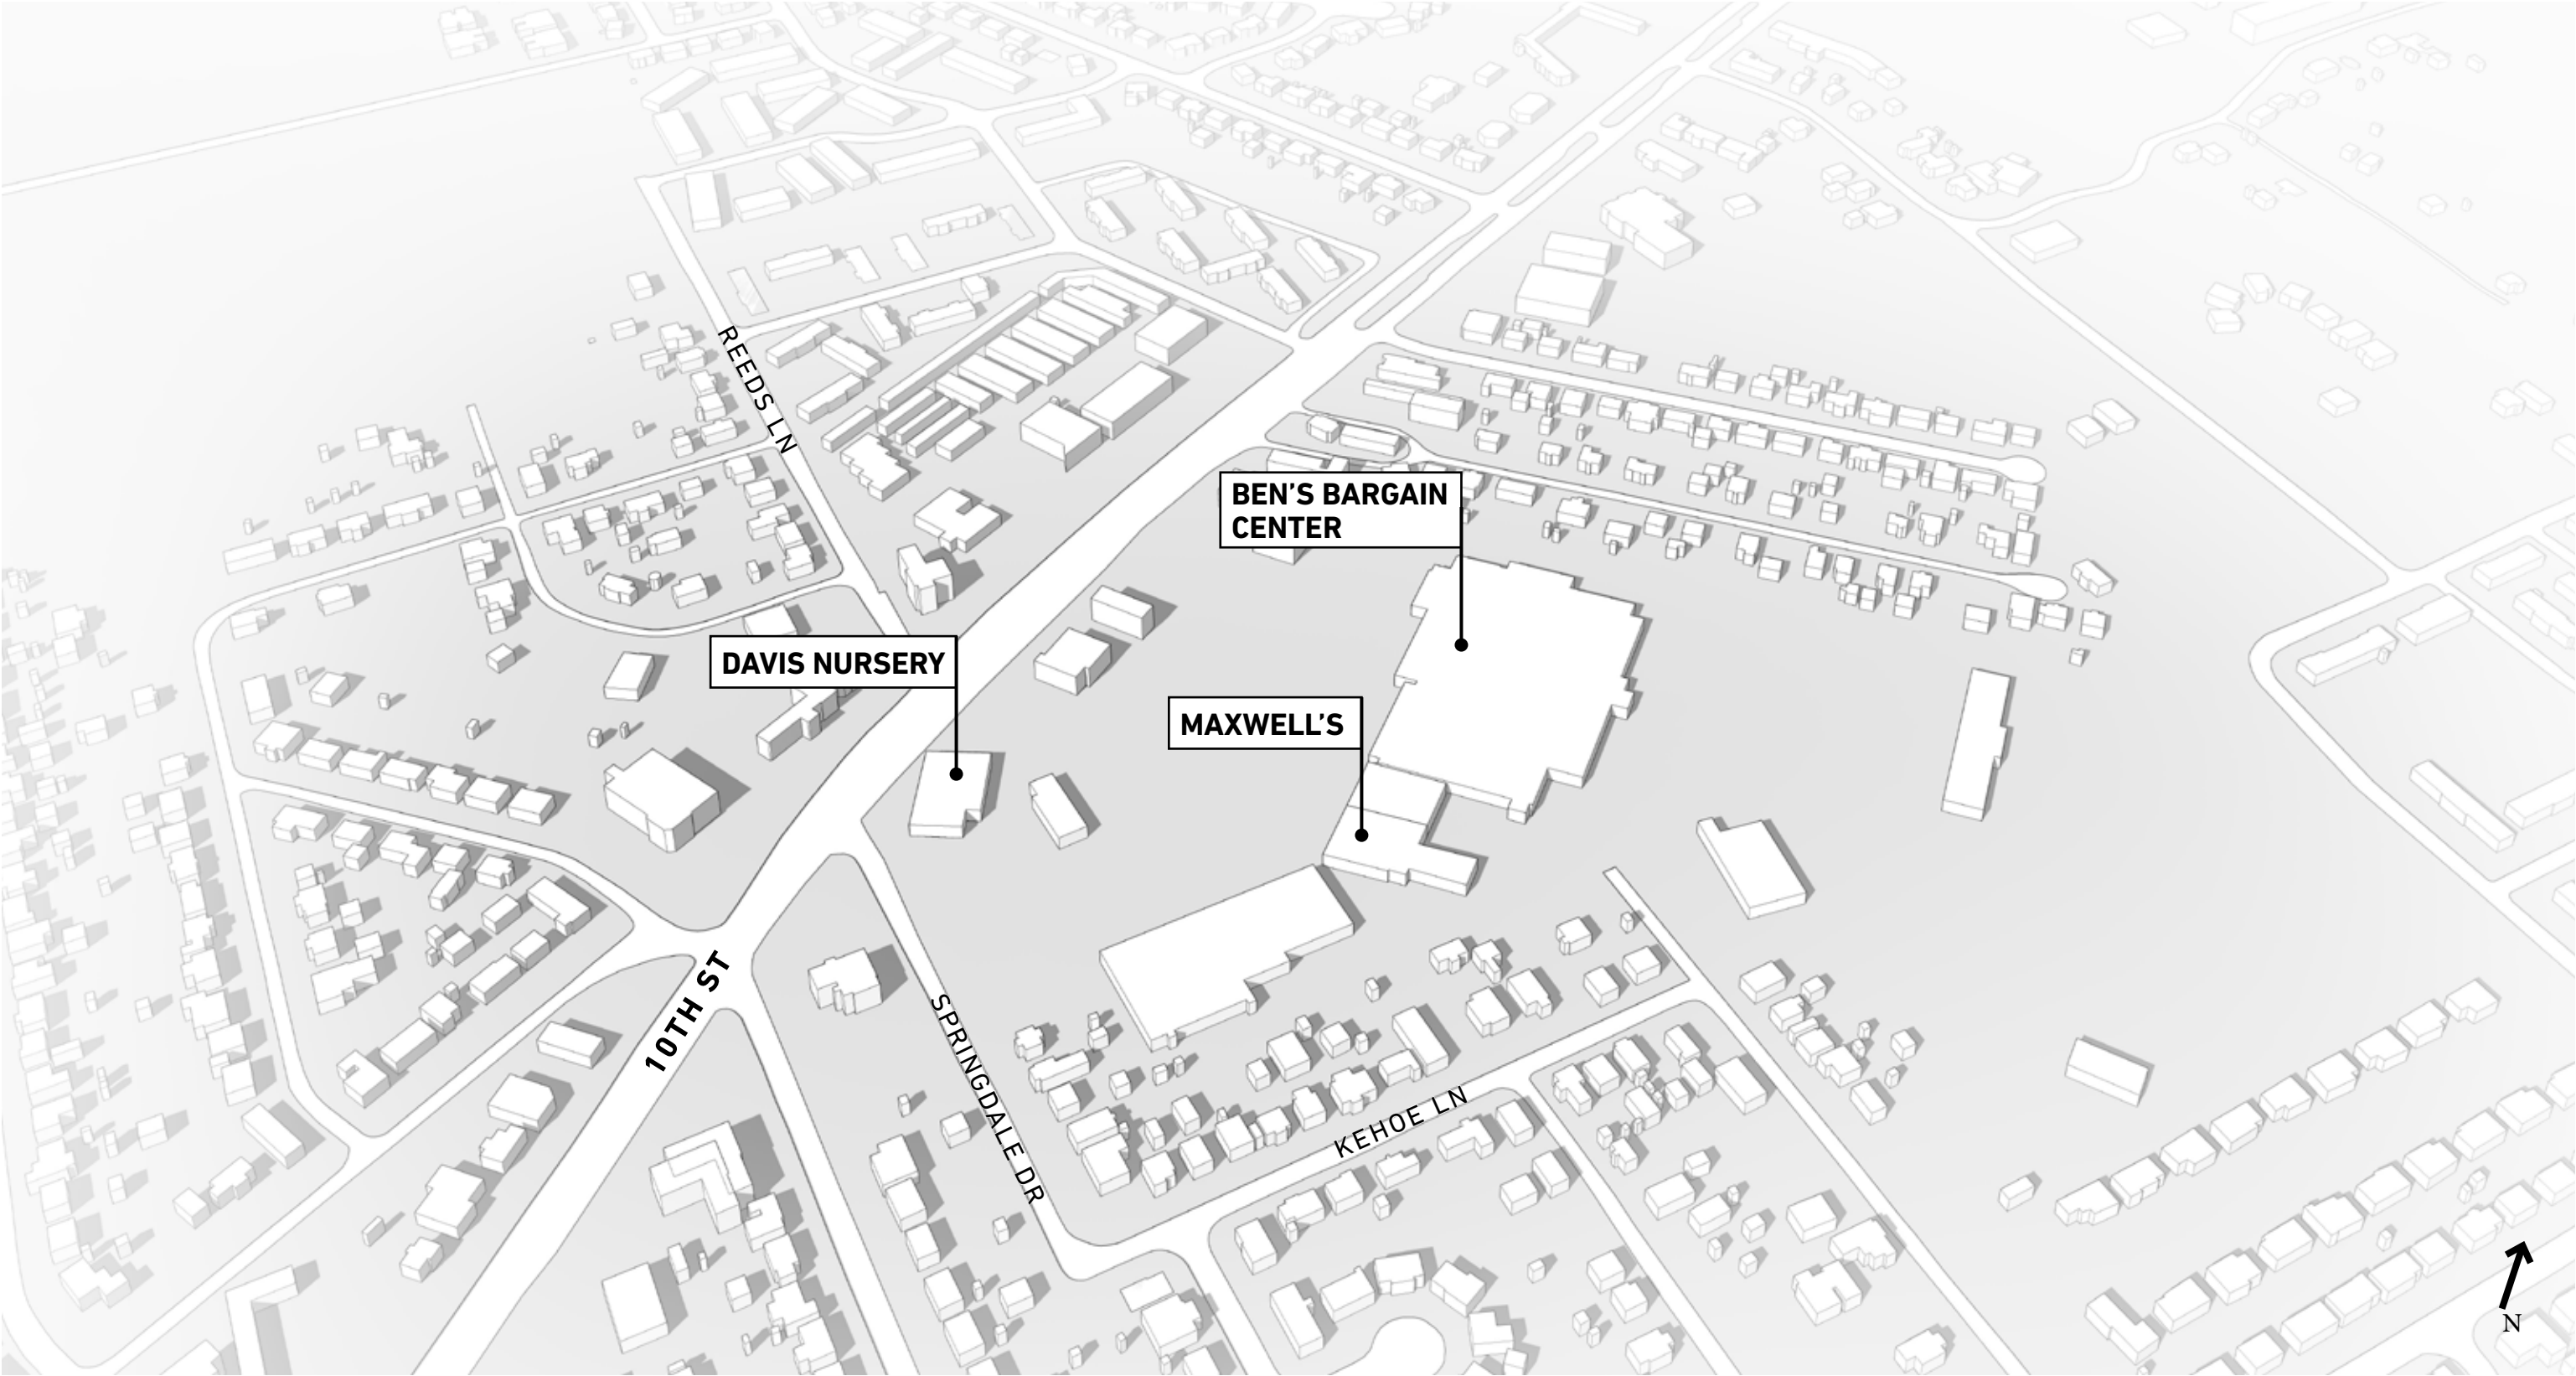 REEDS LN
BEN'S BARGAIN
CENTER
DAVIS NURSERY
MAXWELL'S
10TH ST
SPRINGDALE DR
KEHOE LN
N